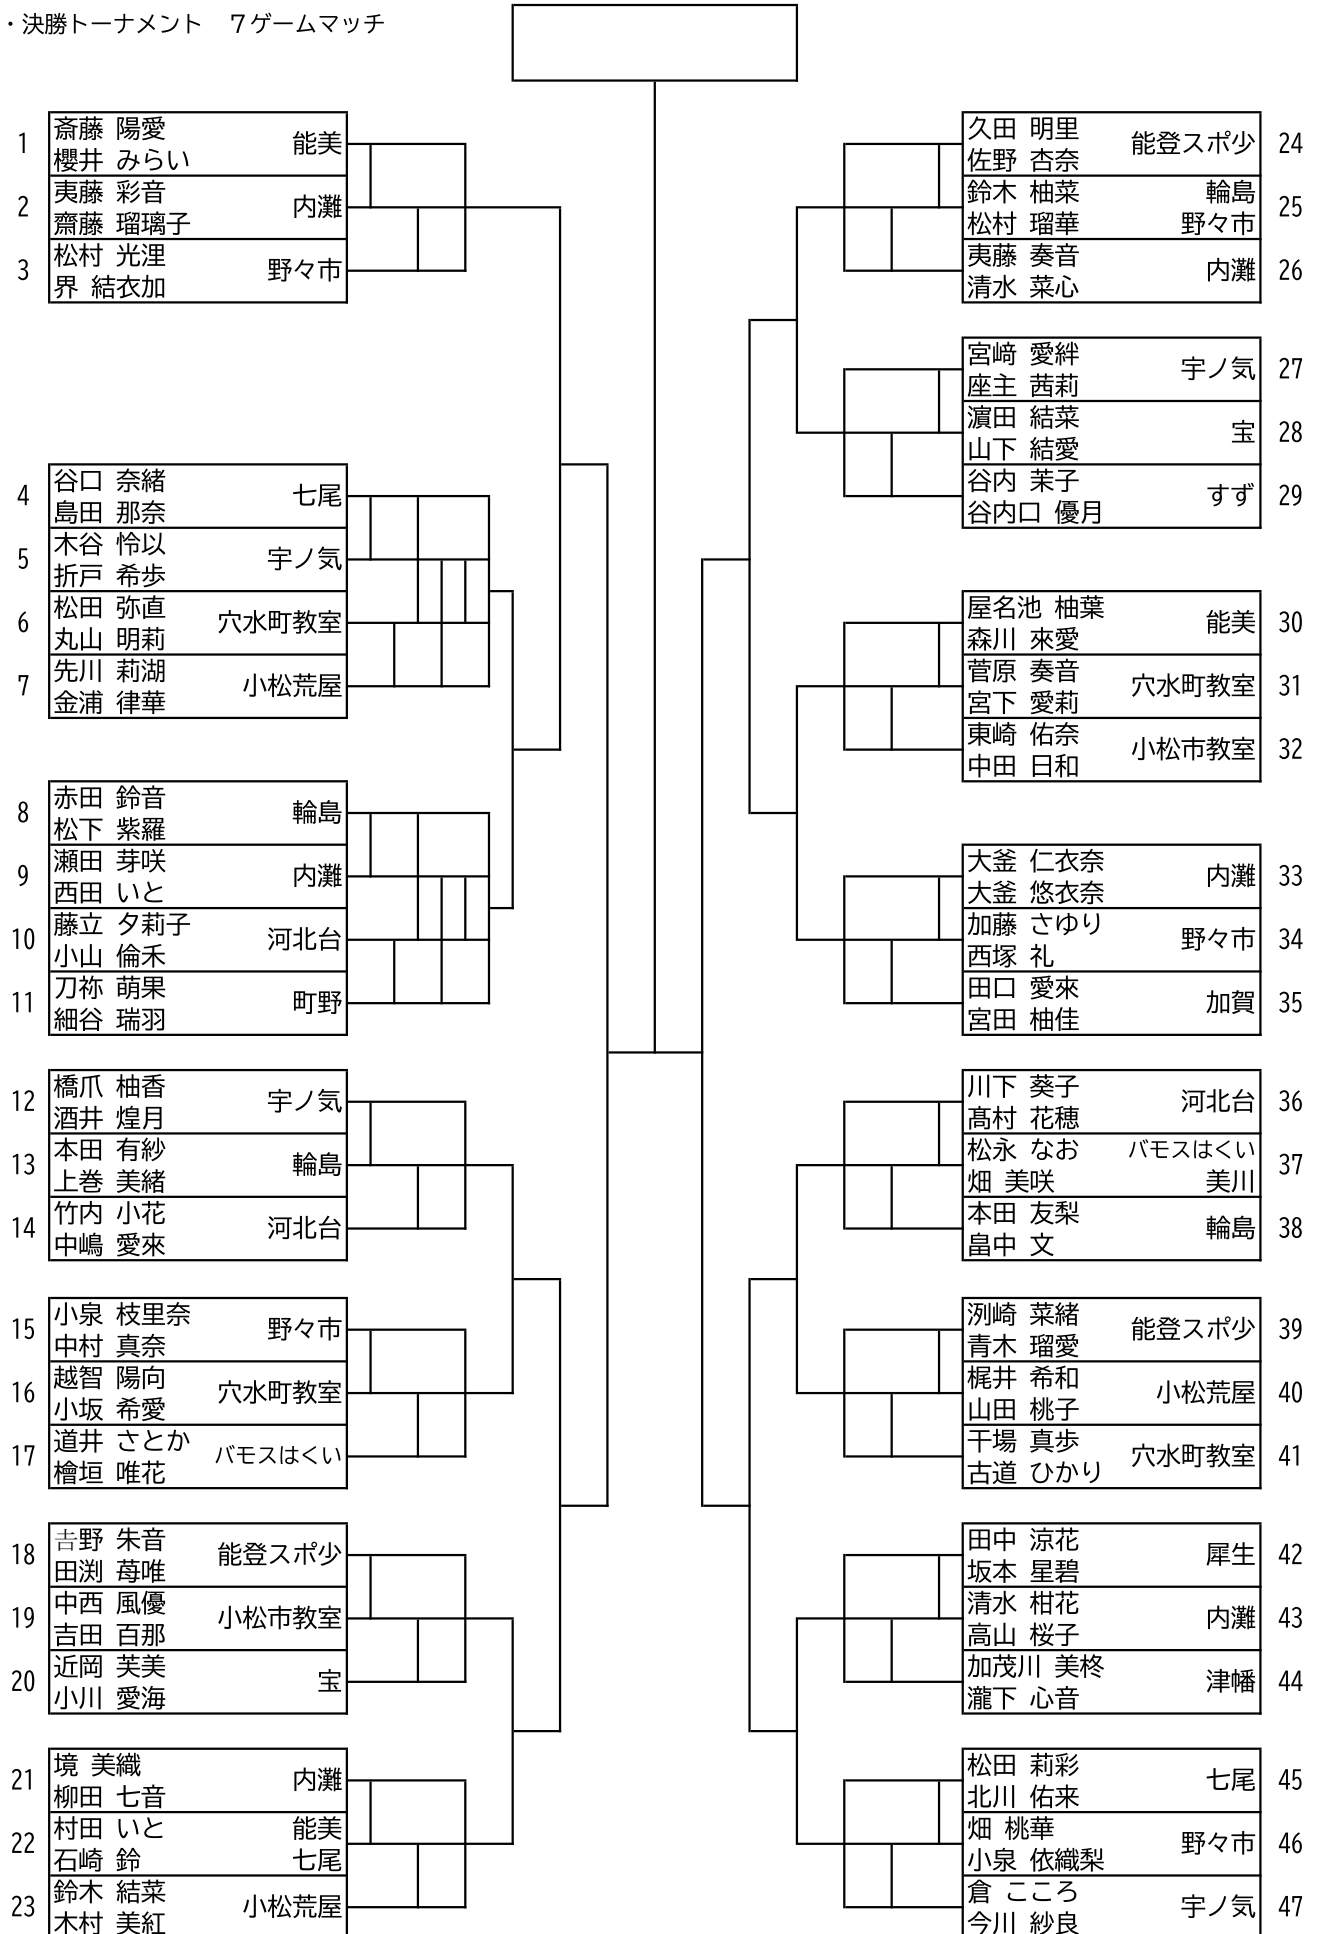 ・決勝トーナメント　７ゲームマッチ
1 斎藤 陽愛 能美
櫻井 みらい
2 夷藤 彩音 内灘
齋藤 瑠璃子
3 松村 光浬 野々市
界 結衣加
4 谷口 奈緒 七尾
島田 那奈
5 木谷 怜以 宇ノ気
折戸 希歩
6 松田 弥直 穴水町教室
丸山 明莉
7 先川 莉湖 小松荒屋
金浦 律華
8 赤田 鈴音 輪島
松下 紫羅
9 瀬田 芽咲 内灘
西田 いと
10 藤立 夕莉子 河北台
小山 倫禾
11 刀祢 萌果 町野
細谷 瑞羽
12 橋爪 柚香 宇ノ気
酒井 煌月
13 本田 有紗 輪島
上巻 美緒
14 竹内 小花 河北台
中嶋 愛來
15 小泉 枝里奈 野々市
中村 真奈
16 越智 陽向 穴水町教室
小坂 希愛
17 道井 さとか バモスはくい
檜垣 唯花
18 𠮷野 朱音 能登スポ少
田渕 苺唯
19 中西 風優 小松市教室
吉田 百那
20 近岡 芙美 宝
小川 愛海
21 境 美織 内灘
柳田 七音
22 村田 いと 能美
石崎 鈴 七尾
23 鈴木 結菜 小松荒屋
木村 美紅
久田 明里 能登スポ少 24
佐野 杏奈
鈴木 柚菜 輪島 25
松村 瑠華 野々市
夷藤 奏音 内灘 26
清水 菜心
宮﨑 愛絆 宇ノ気 27
座主 茜莉
濵田 結菜 宝 28
山下 結愛
谷内 茉子 すず 29
谷内口 優月
屋名池 柚葉 能美 30
森川 來愛
菅原 奏音 穴水町教室 31
宮下 愛莉
東崎 佑奈 小松市教室 32
中田 日和
大釜 仁衣奈 内灘 33
大釜 悠衣奈
加藤 さゆり 野々市 34
西塚 礼
田口 愛來 加賀 35
宮田 柚佳
川下 葵子 河北台 36
髙村 花穂
松永 なお バモスはくい 37
畑 美咲 美川
本田 友梨 輪島 38
畠中 文
洌崎 菜緒 能登スポ少 39
青木 瑠愛
梶井 希和 小松荒屋 40
山田 桃子
干場 真歩 穴水町教室 41
古道 ひかり
田中 涼花 犀生 42
坂本 星碧
清水 柑花 内灘 43
高山 桜子
加茂川 美柊 津幡 44
瀧下 心音
松田 莉彩 七尾 45
北川 佑来
畑 桃華 野々市 46
小泉 依織梨
倉 こころ 宇ノ気 47
今川 紗良